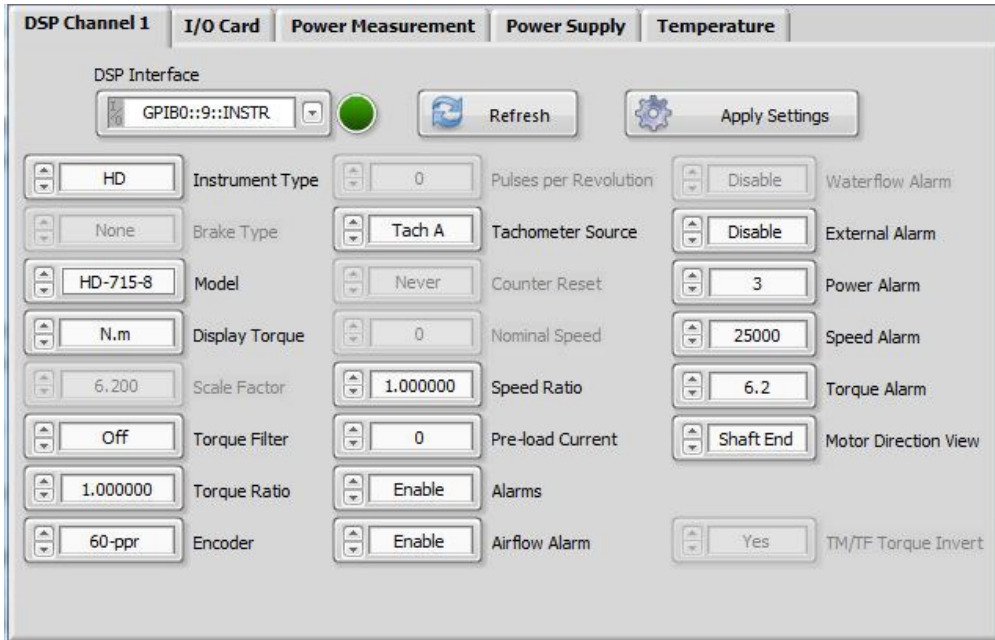 DSP Channel 1 I/O Card Power Measurement Power Supply Temperature
DSP Interface
I/O GPIB0::9::INSTR Refresh Apply Settings
HD Instrument Type 0 Pulses per Revolution Disable Waterflow Alarm
None Brake Type Tach A Tachometer Source Disable External Alarm
HD-715-8 Model Never Counter Reset 3 Power Alarm
N.m Display Torque 0 Nominal Speed 25000 Speed Alarm
6.200 Scale Factor 1.000000 Speed Ratio 6.2 Torque Alarm
Off Torque Filter 0 Pre-load Current Shaft End Motor Direction View
1.000000 Torque Ratio Enable Alarms
60-ppr Encoder Enable Airflow Alarm Yes TM/TF Torque Invert